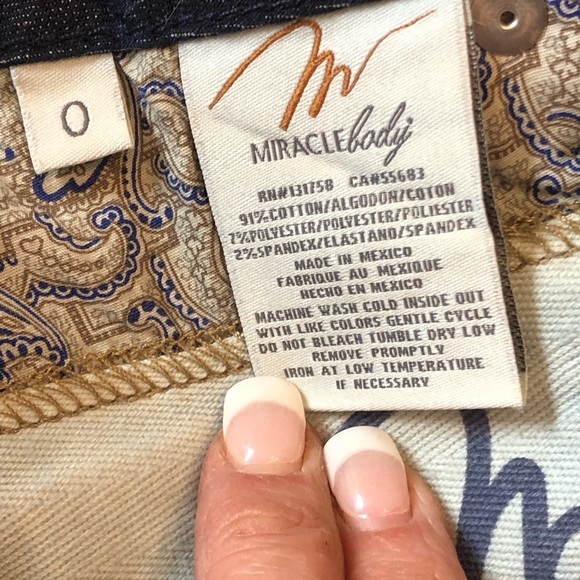 0
MIRACLEbody
RN#131758 CA#55683
91%COTTON/ALGODON/COTON
7%POLYESTER/POLYESTER/POLIESTER
2%SPANDEX/ELASTANO/SPANDEX
MADE IN MEXICO
FABRIQUE AU MEXIQUE
HECHO EN MEXICO
MACHINE WASH COLD INSIDE OUT
WITH LIKE COLORS GENTLE CYCLE
DO NOT BLEACH TUMBLE DRY LOW
REMOVE PROMPTLY
IRON AT LOW TEMPERATURE
IF NECESSARY